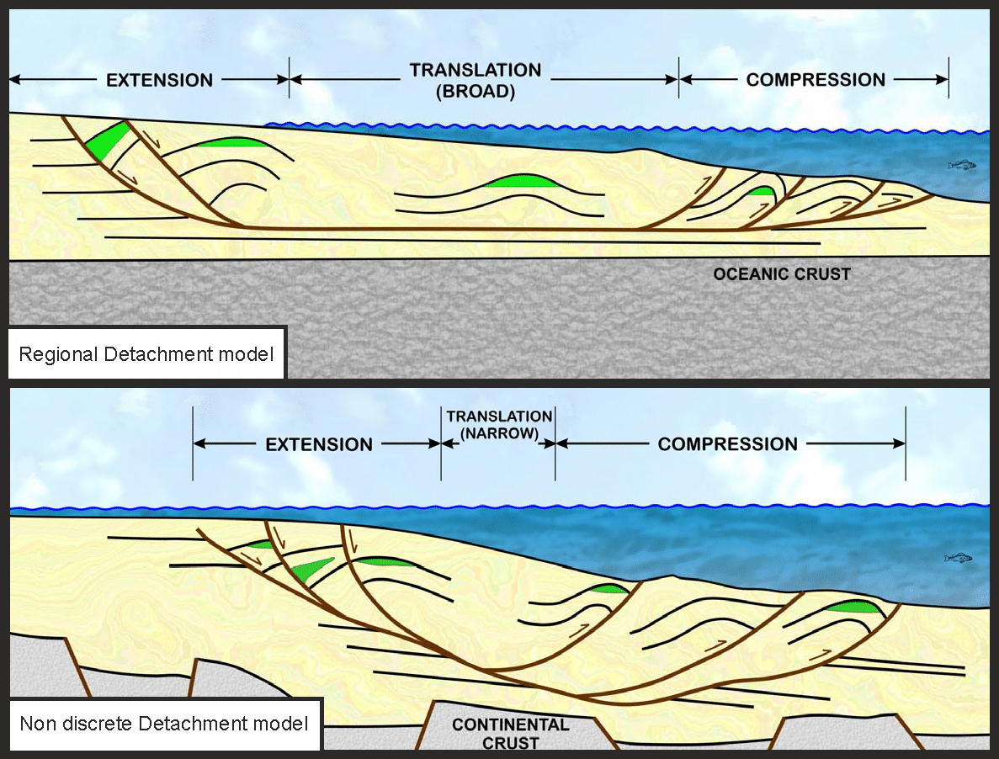 EXTENSION
TRANSLATION
(BROAD)
COMPRESSION
OCEANIC CRUST
Regional Detachment model
EXTENSION
TRANSLATION
(NARROW)
COMPRESSION
CONTINENTAL
CRUST
Non discrete Detachment model